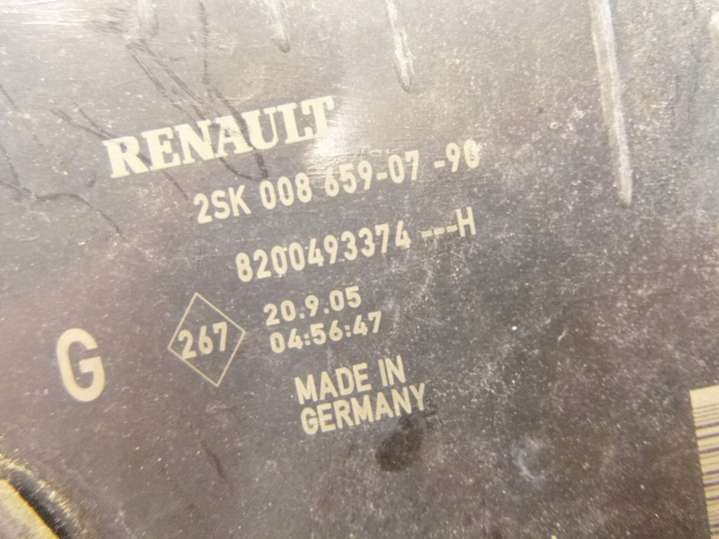 RENAULT
2SK 008 659-07 -90
8200493374 ---H
20.9.05
267
04:56:47
G
MADE IN
GERMANY